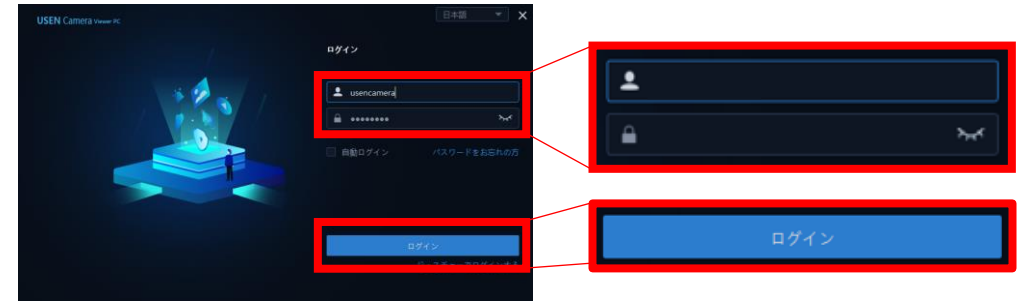 USEN Camera Viewer PC
日本語
ログイン
usencamera
自動ログイン
パスワードをお忘れの方
ログイン
ログイン